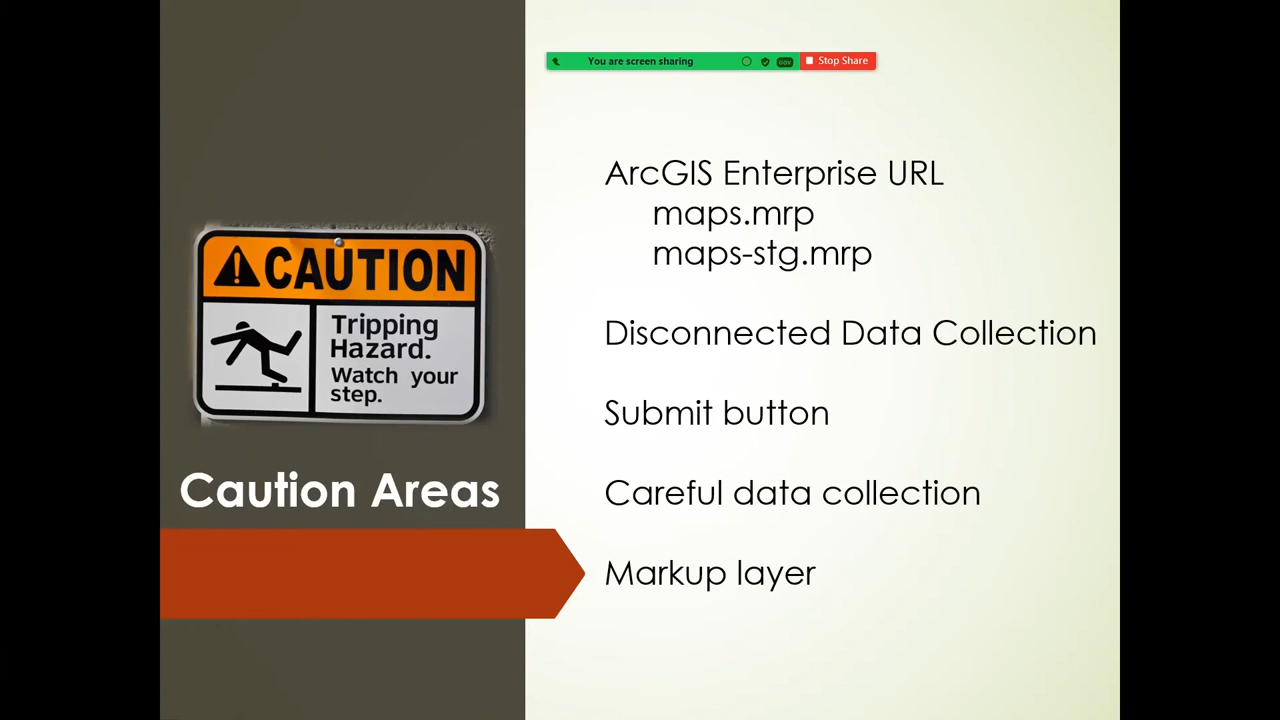 You are screen sharing
GOV
Stop Share
ArcGIS Enterprise URL
maps.mrp
maps-stg.mrp
Disconnected Data Collection
Submit button
Careful data collection
Markup layer
CAUTION
Tripping
Hazard.
Watch your
step.
Caution Areas